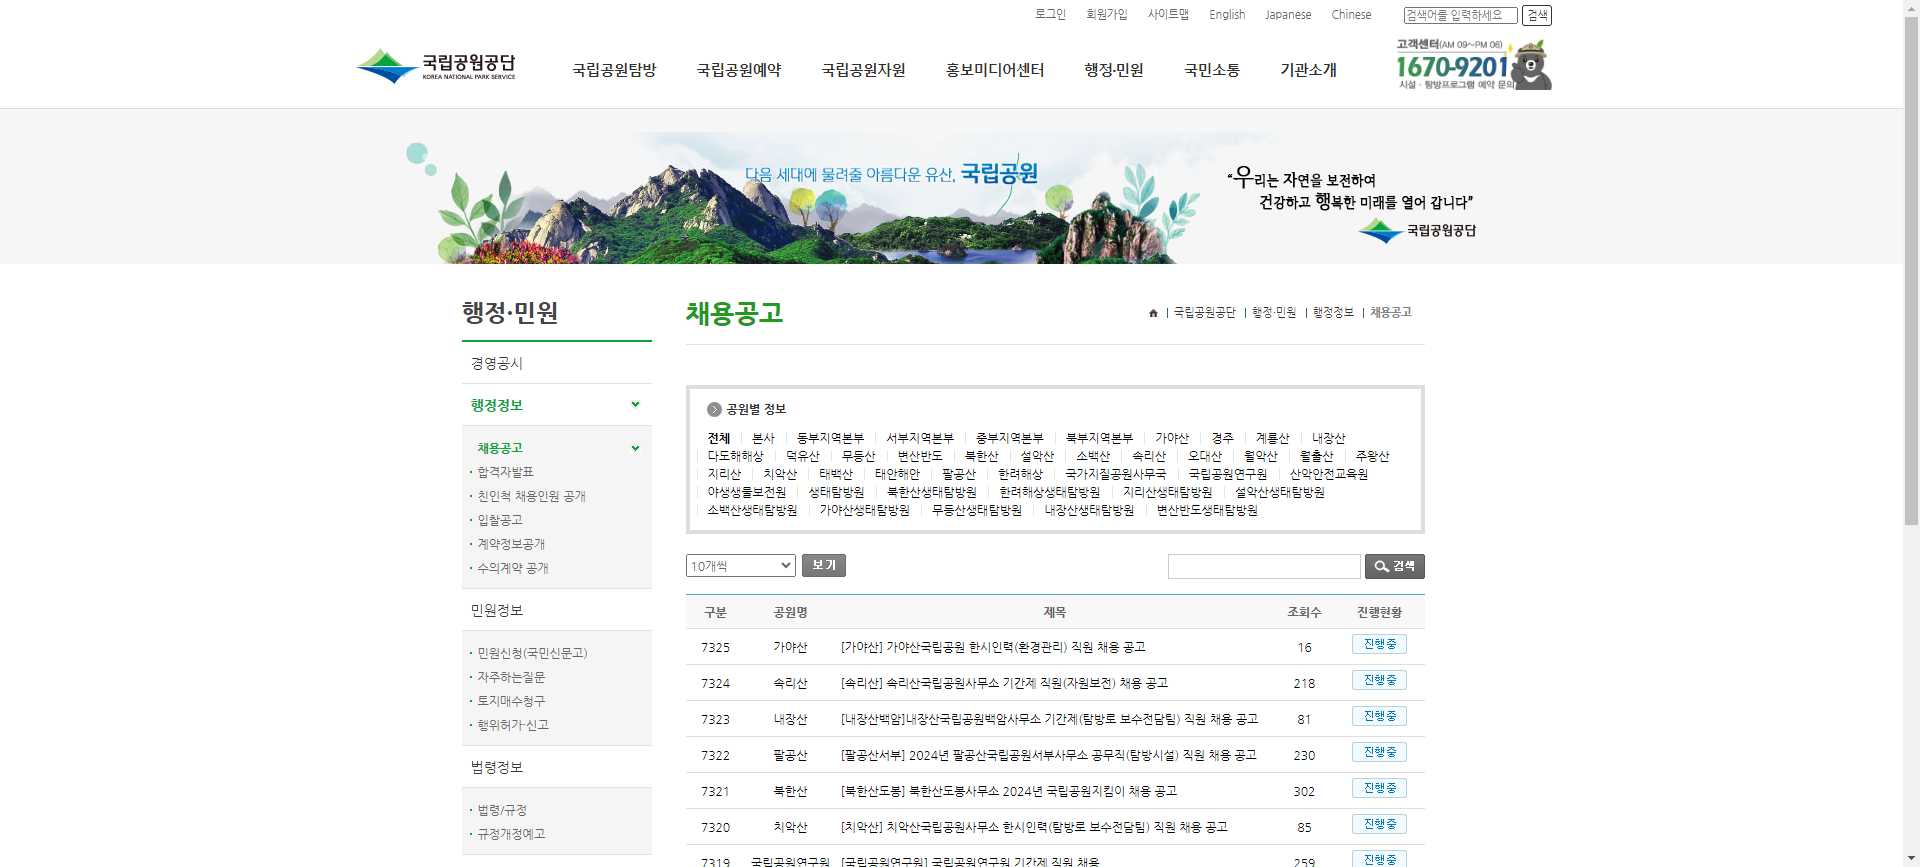 로그인 회원가입 사이트맵 English Japanese Chinese 검색어를 입력하세요 검색
국립공원공단
KOREA NATIONAL PARK SERVICE
국립공원탐방 국립공원예약 국립공원자원 홍보미디어센터 행정·민원 국민소통 기관소개
고객센터(AM 09~PM 06)
1670-9201
시설·탐방프로그램 예약 문의
다음 세대에 물려줄 아름다운 유산, 국립공원
“우리는 자연을 보전하여
건강하고 행복한 미래를 열어 갑니다”
국립공원공단
행정·민원
경영공시
행정정보
채용공고
합격자발표
친인척 채용인원 공개
입찰공고
계약정보공개
수의계약 공개
민원정보
민원신청(국민신문고)
자주하는질문
토지매수청구
행위허가·신고
법령정보
법령/규정
규정개정예고
채용공고
국립공원공단 | 행정·민원 | 행정정보 | 채용공고
공원별 정보
전체 본사 동부지역본부 서부지역본부 중부지역본부 북부지역본부 가야산 경주 계룡산 내장산
다도해해상 덕유산 무등산 변산반도 북한산 설악산 소백산 속리산 오대산 월악산 월출산 주왕산
지리산 치악산 태백산 태안해안 팔공산 한려해상 국가지질공원사무국 국립공원연구원 산악안전교육원
야생생물보전원 생태탐방원 북한산생태탐방원 한려해상생태탐방원 지리산생태탐방원 설악산생태탐방원
소백산생태탐방원 가야산생태탐방원 무등산생태탐방원 내장산생태탐방원 변산반도생태탐방원
10개씩 보기 검색
구분 공원명 제목 조회수 진행현황
7325 가야산 [가야산] 가야산국립공원 한시인력(환경관리) 직원 채용 공고 16 진행중
7324 속리산 [속리산] 속리산국립공원사무소 기간제 직원(자원보전) 채용 공고 218 진행중
7323 내장산 [내장산백암]내장산국립공원백암사무소 기간제(탐방로 보수전담팀) 직원 채용 공고 81 진행중
7322 팔공산 [팔공산서부] 2024년 팔공산국립공원서부사무소 공무직(탐방시설) 직원 채용 공고 230 진행중
7321 북한산 [북한산도봉] 북한산도봉사무소 2024년 국립공원지킴이 채용 공고 302 진행중
7320 치악산 [치악산] 치악산국립공원사무소 한시인력(탐방로 보수전담팀) 직원 채용 공고 85 진행중
7319 국립공원연구원 [국립공원연구원] 국립공원연구원 기간제 직원 채용 259 진행중